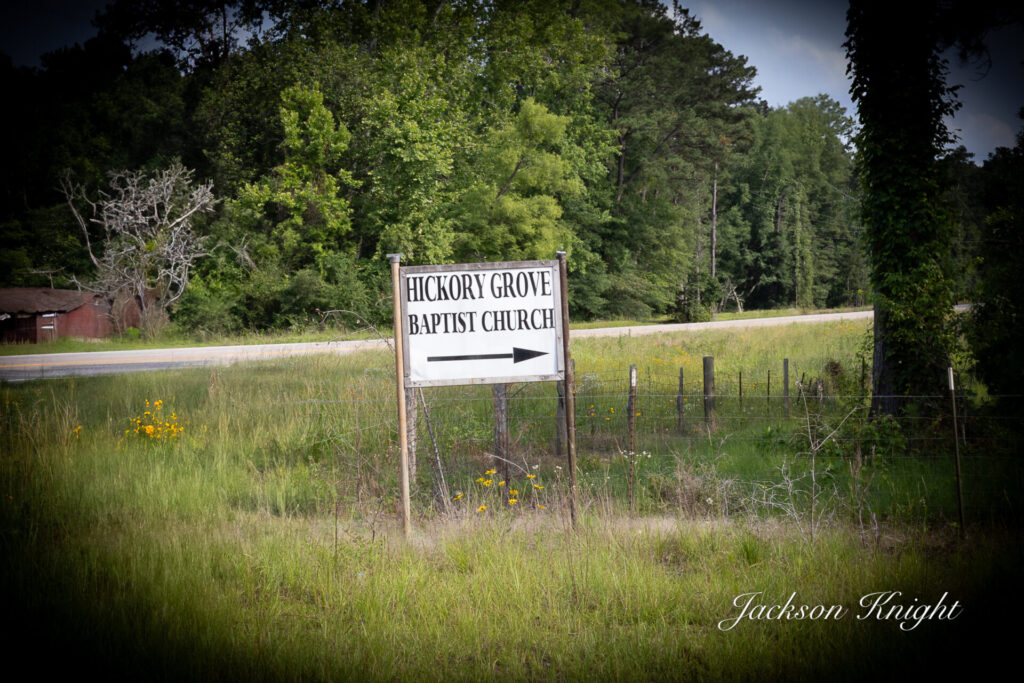 HICKORY GROVE
BAPTIST CHURCH
Jackson Knight